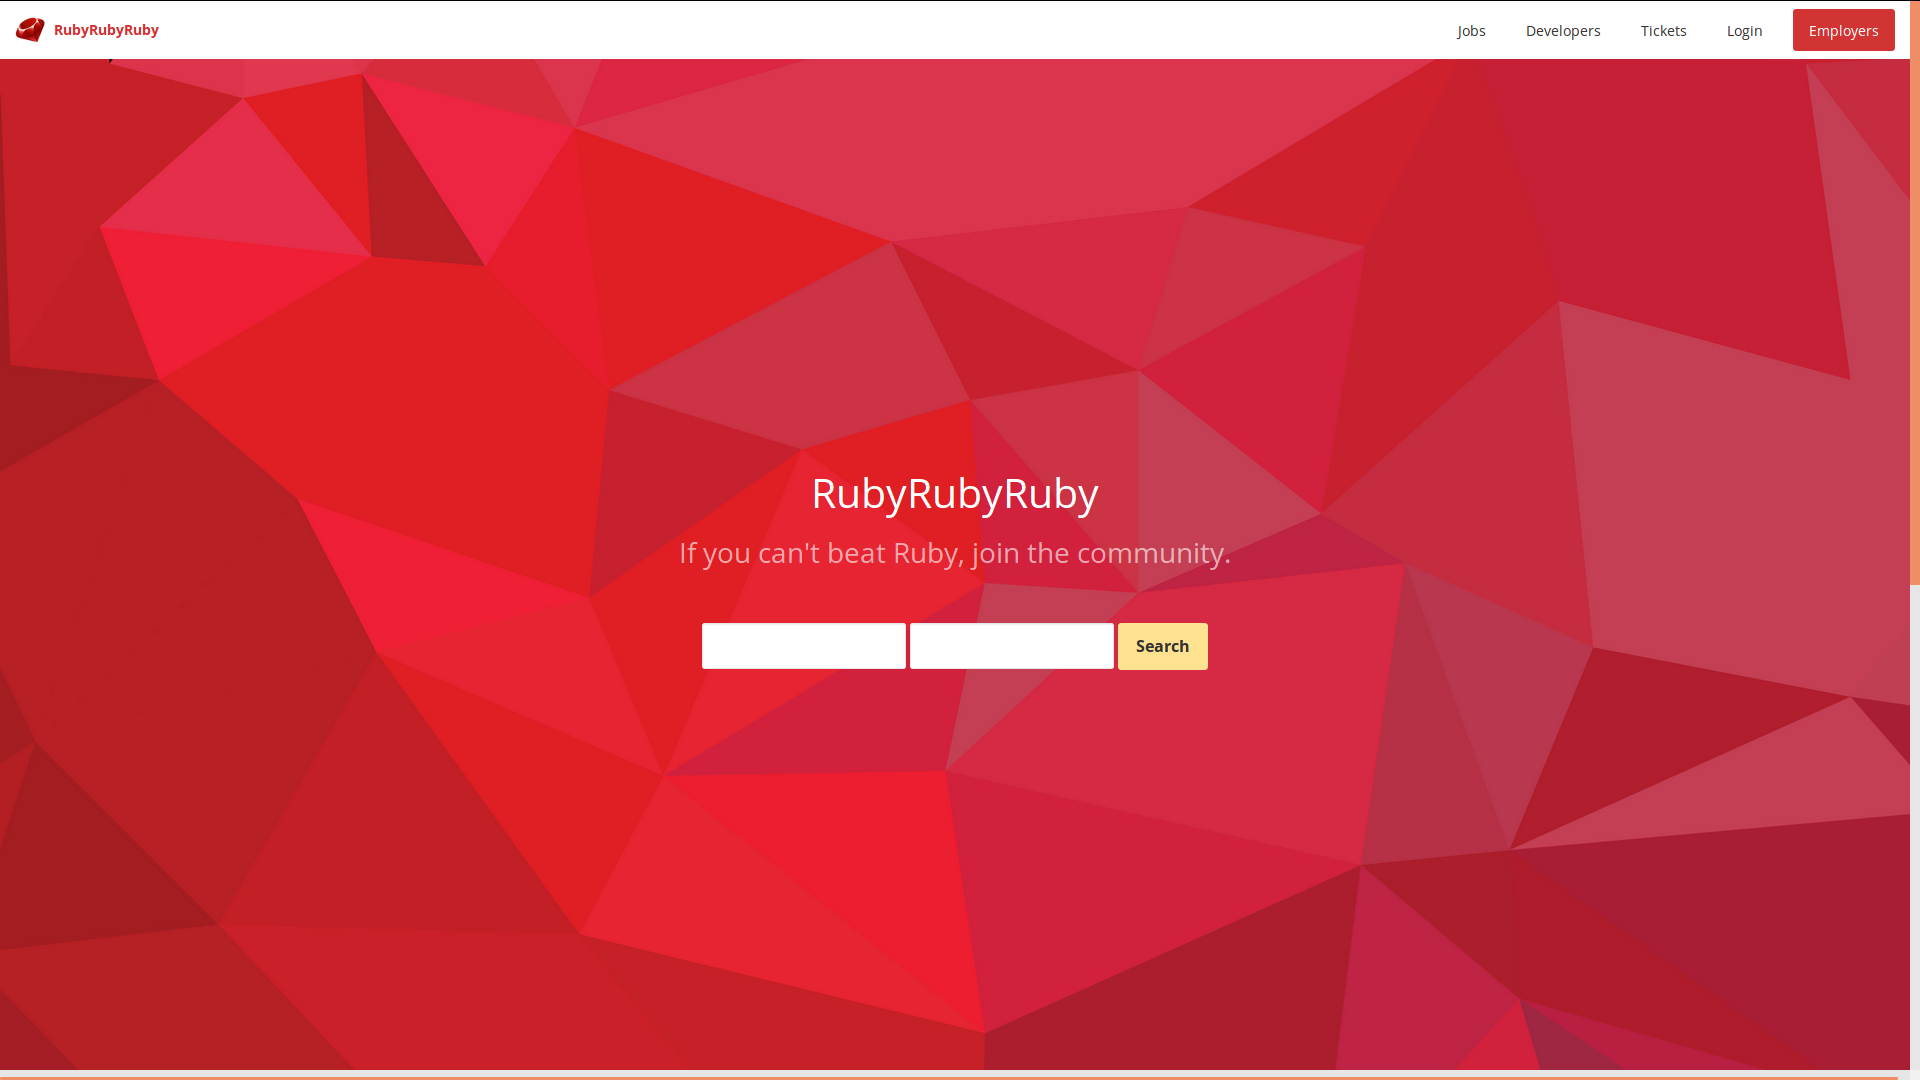 RubyRubyRuby
Jobs
Developers
Tickets
Login
Employers
RubyRubyRuby
If you can't beat Ruby, join the community.
Search